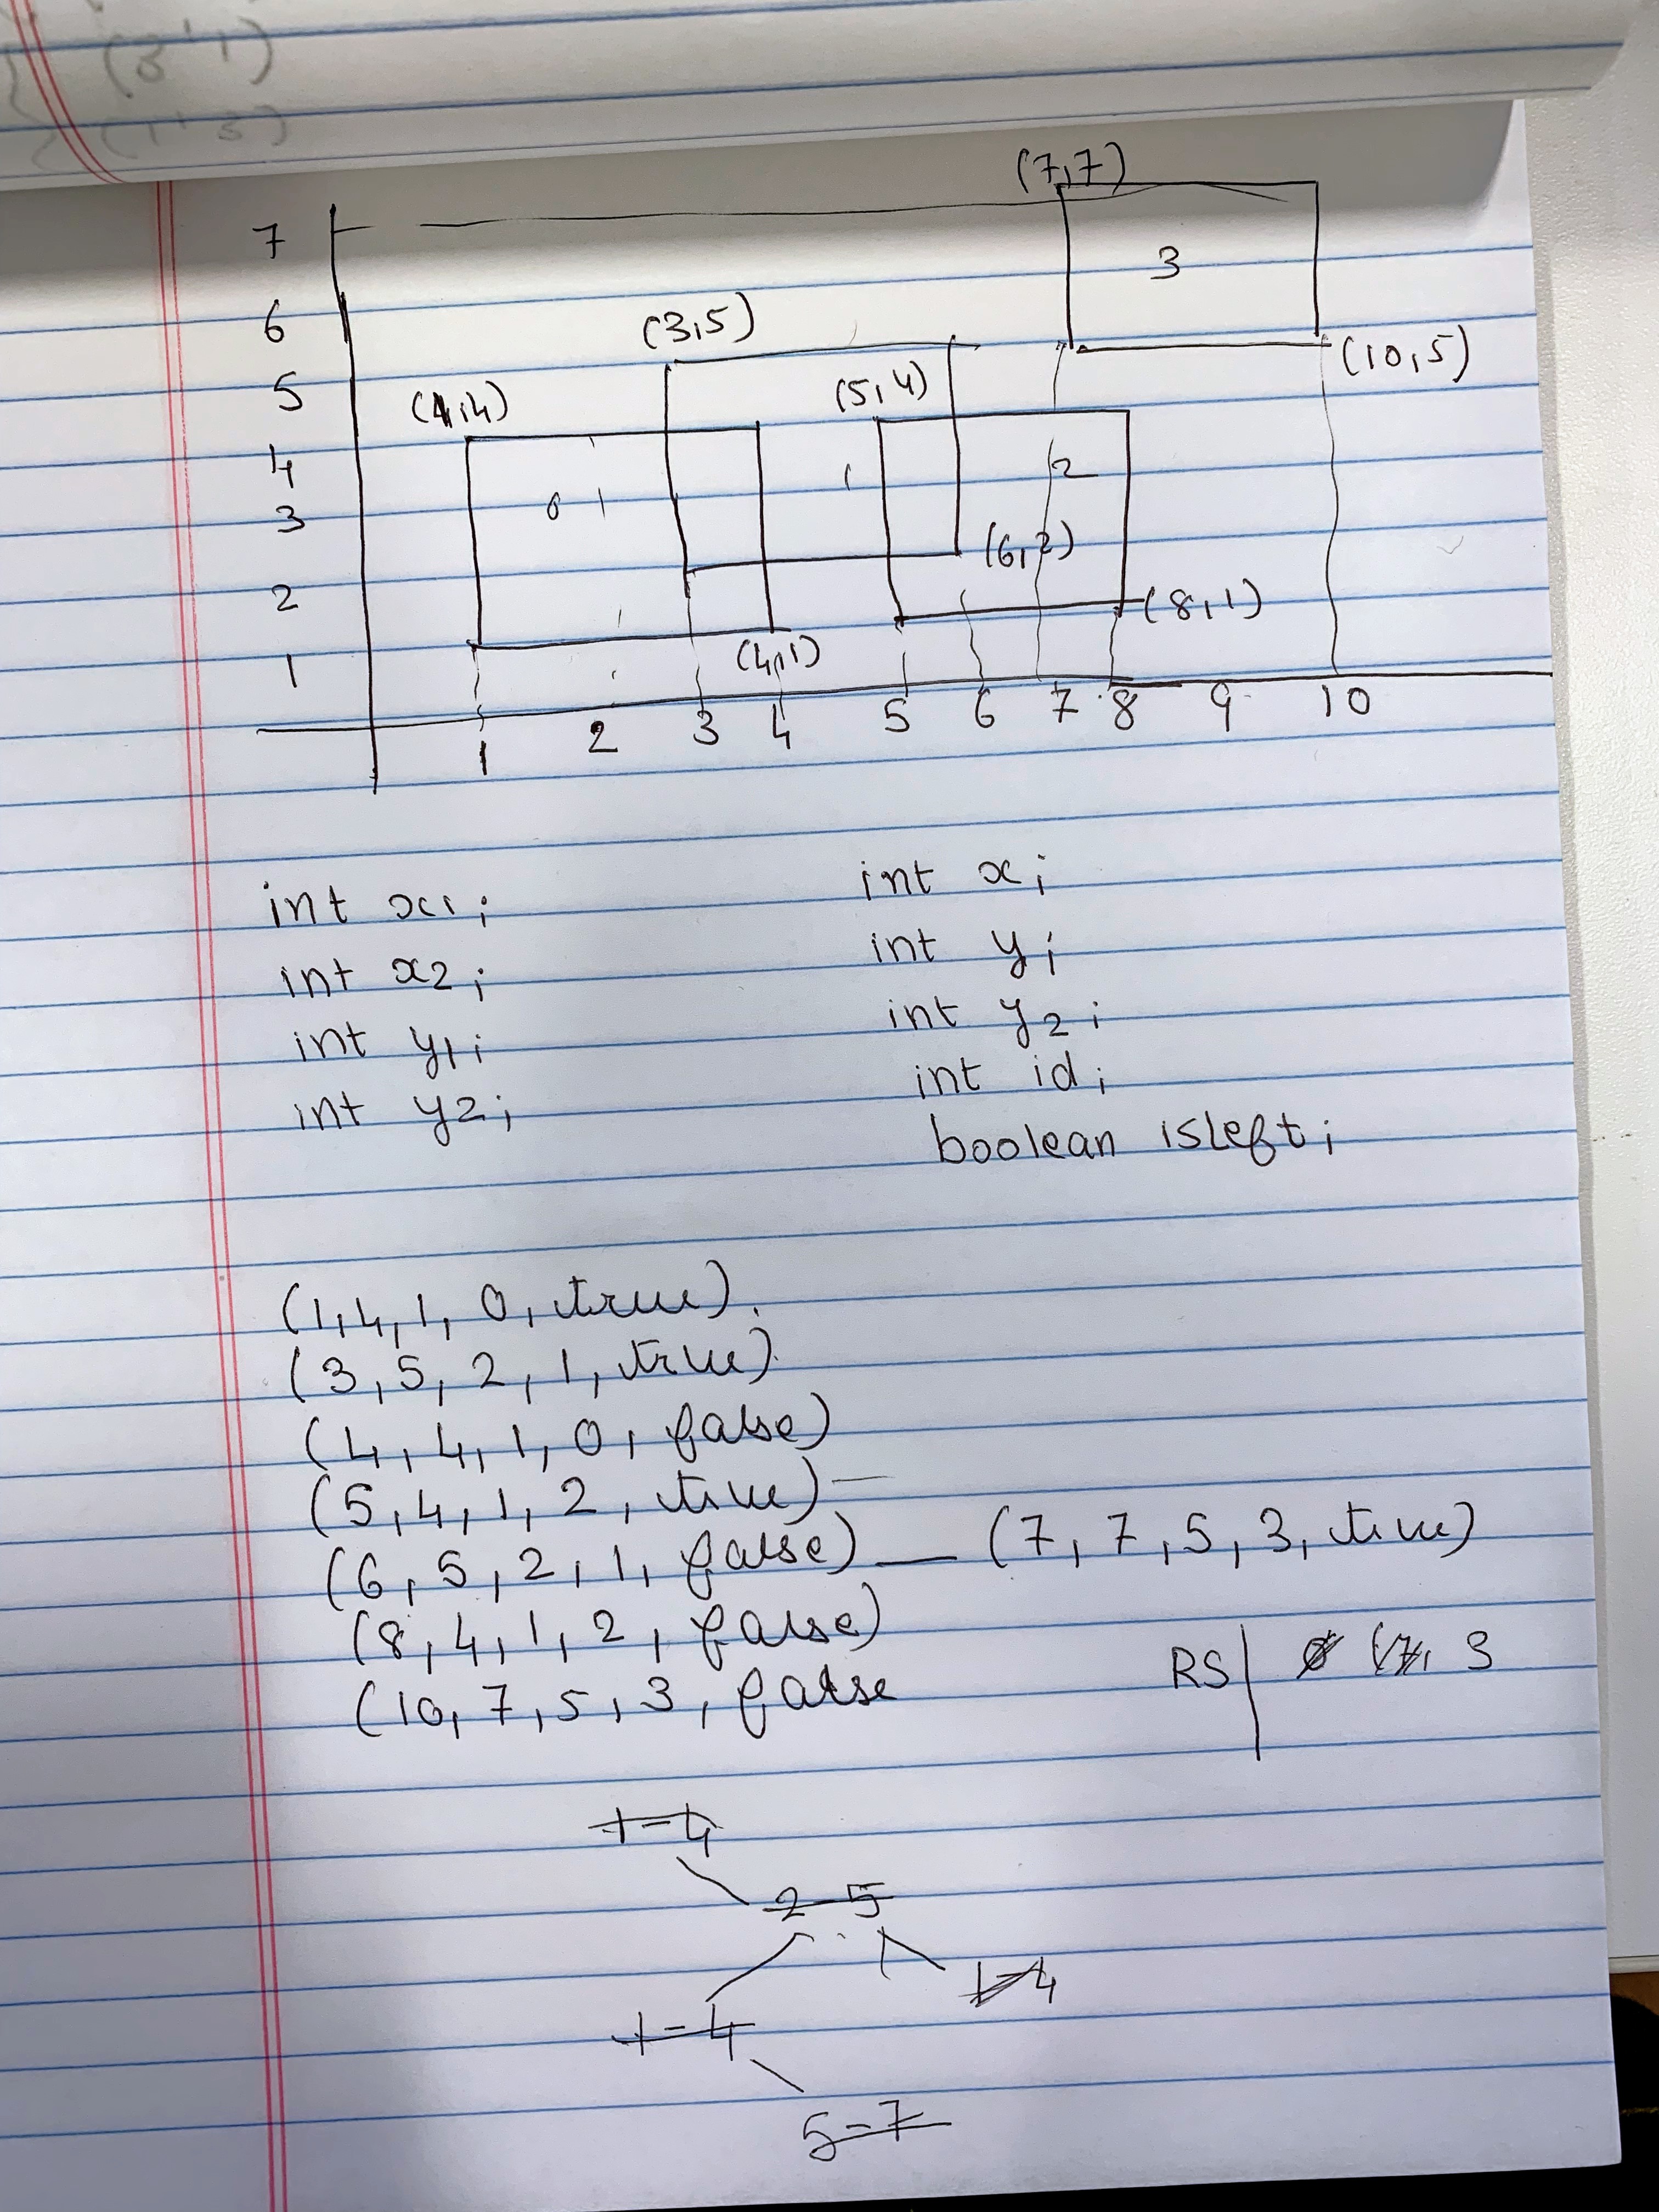 (3,1)
(1,3)
(7,7)
7
3
6
(3,5)
(10,5)
5
(1,4)
(5,4)
4
0
1
2
3
(6,2)
2
(8,1)
1
(4,1)
1 2 3 4 5 6 7 8 9 10
int x1; int x;
int x2; int y;
int y1; int y2;
int y2; int id;
boolean isLeft;
(1,4,1,0,true).
(3,5,2,1,true).
(4,4,1,0,false)
(5,4,1,2,true)
(6,5,2,1,false) — (7,7,5,3,true)
(8,4,1,2,false)
(10,7,5,3,false
RS 0 3
1-4
2-5
1-4
1-4
5-7